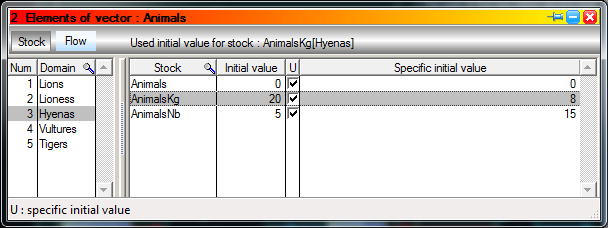 2 Elements of vector : Animals
Stock Flow Used initial value for stock : AnimalsKg[Hyenas]
Num Domain Stock Initial value U Specific initial value
1 Lions Animals 0 0
2 Lioness AnimalsKg 20 8
3 Hyenas AnimalsNb 5 15
4 Vultures
5 Tigers
U : specific initial value